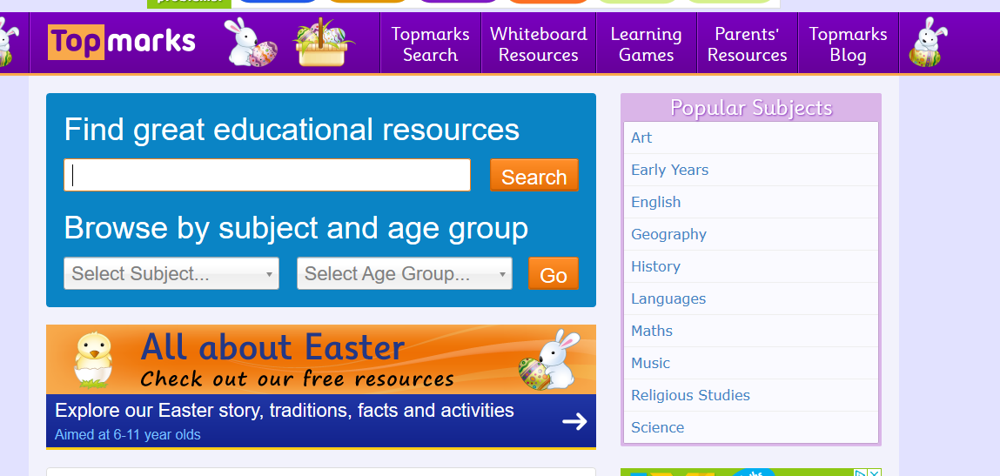 Topmarks
Topmarks
Search
Whiteboard
Resources
Learning
Games
Parents'
Resources
Topmarks
Blog
Find great educational resources
Search
Browse by subject and age group
Select Subject...
Select Age Group...
Go
All about Easter
Check out our free resources
Explore our Easter story, traditions, facts and activities
Aimed at 6-11 year olds
Popular Subjects
Art
Early Years
English
Geography
History
Languages
Maths
Music
Religious Studies
Science